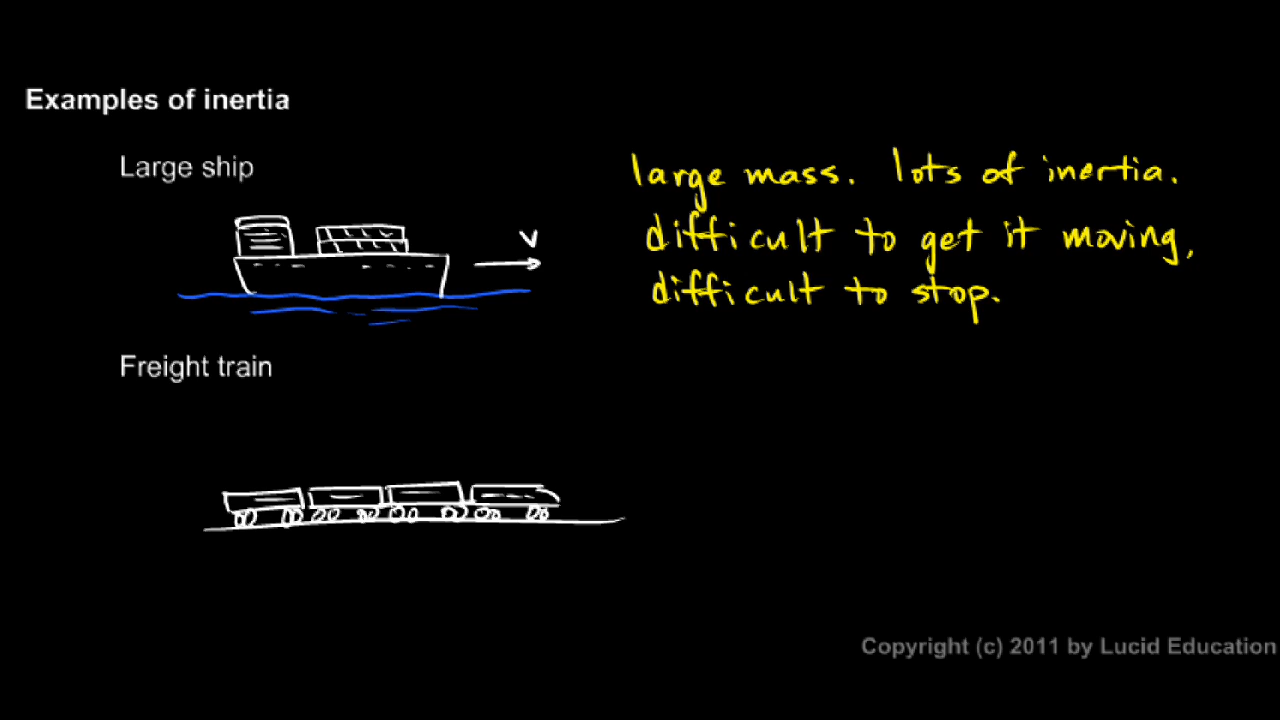 Examples of inertia
Large ship
large mass. lots of inertia.
difficult to get it moving,
difficult to stop.
v
Freight train
Copyright (c) 2011 by Lucid Education